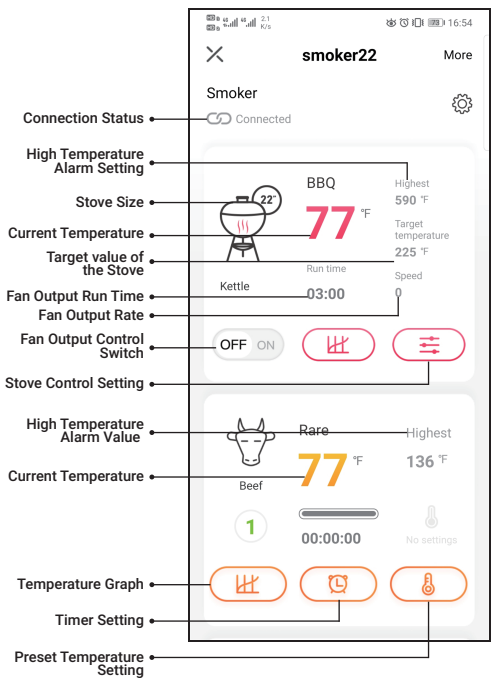 2.1
K/s
16:54
smoker22
More
Smoker
Connection Status
Connected
High Temperature
Alarm Setting
BBQ
Highest
Stove Size
22"
590 °F
77 °F
Target
temperature
Current Temperature
225 °F
Target value of
the Stove
Run time
Speed
Kettle
03:00
0
Fan Output Run Time
Fan Output Rate
Fan Output Control
Switch
OFF ON
Stove Control Setting
High Temperature
Alarm Value
Rare
Highest
77 °F
136 °F
Current Temperature
Beef
1
00:00:00
No settings
Temperature Graph
Timer Setting
Preset Temperature
Setting